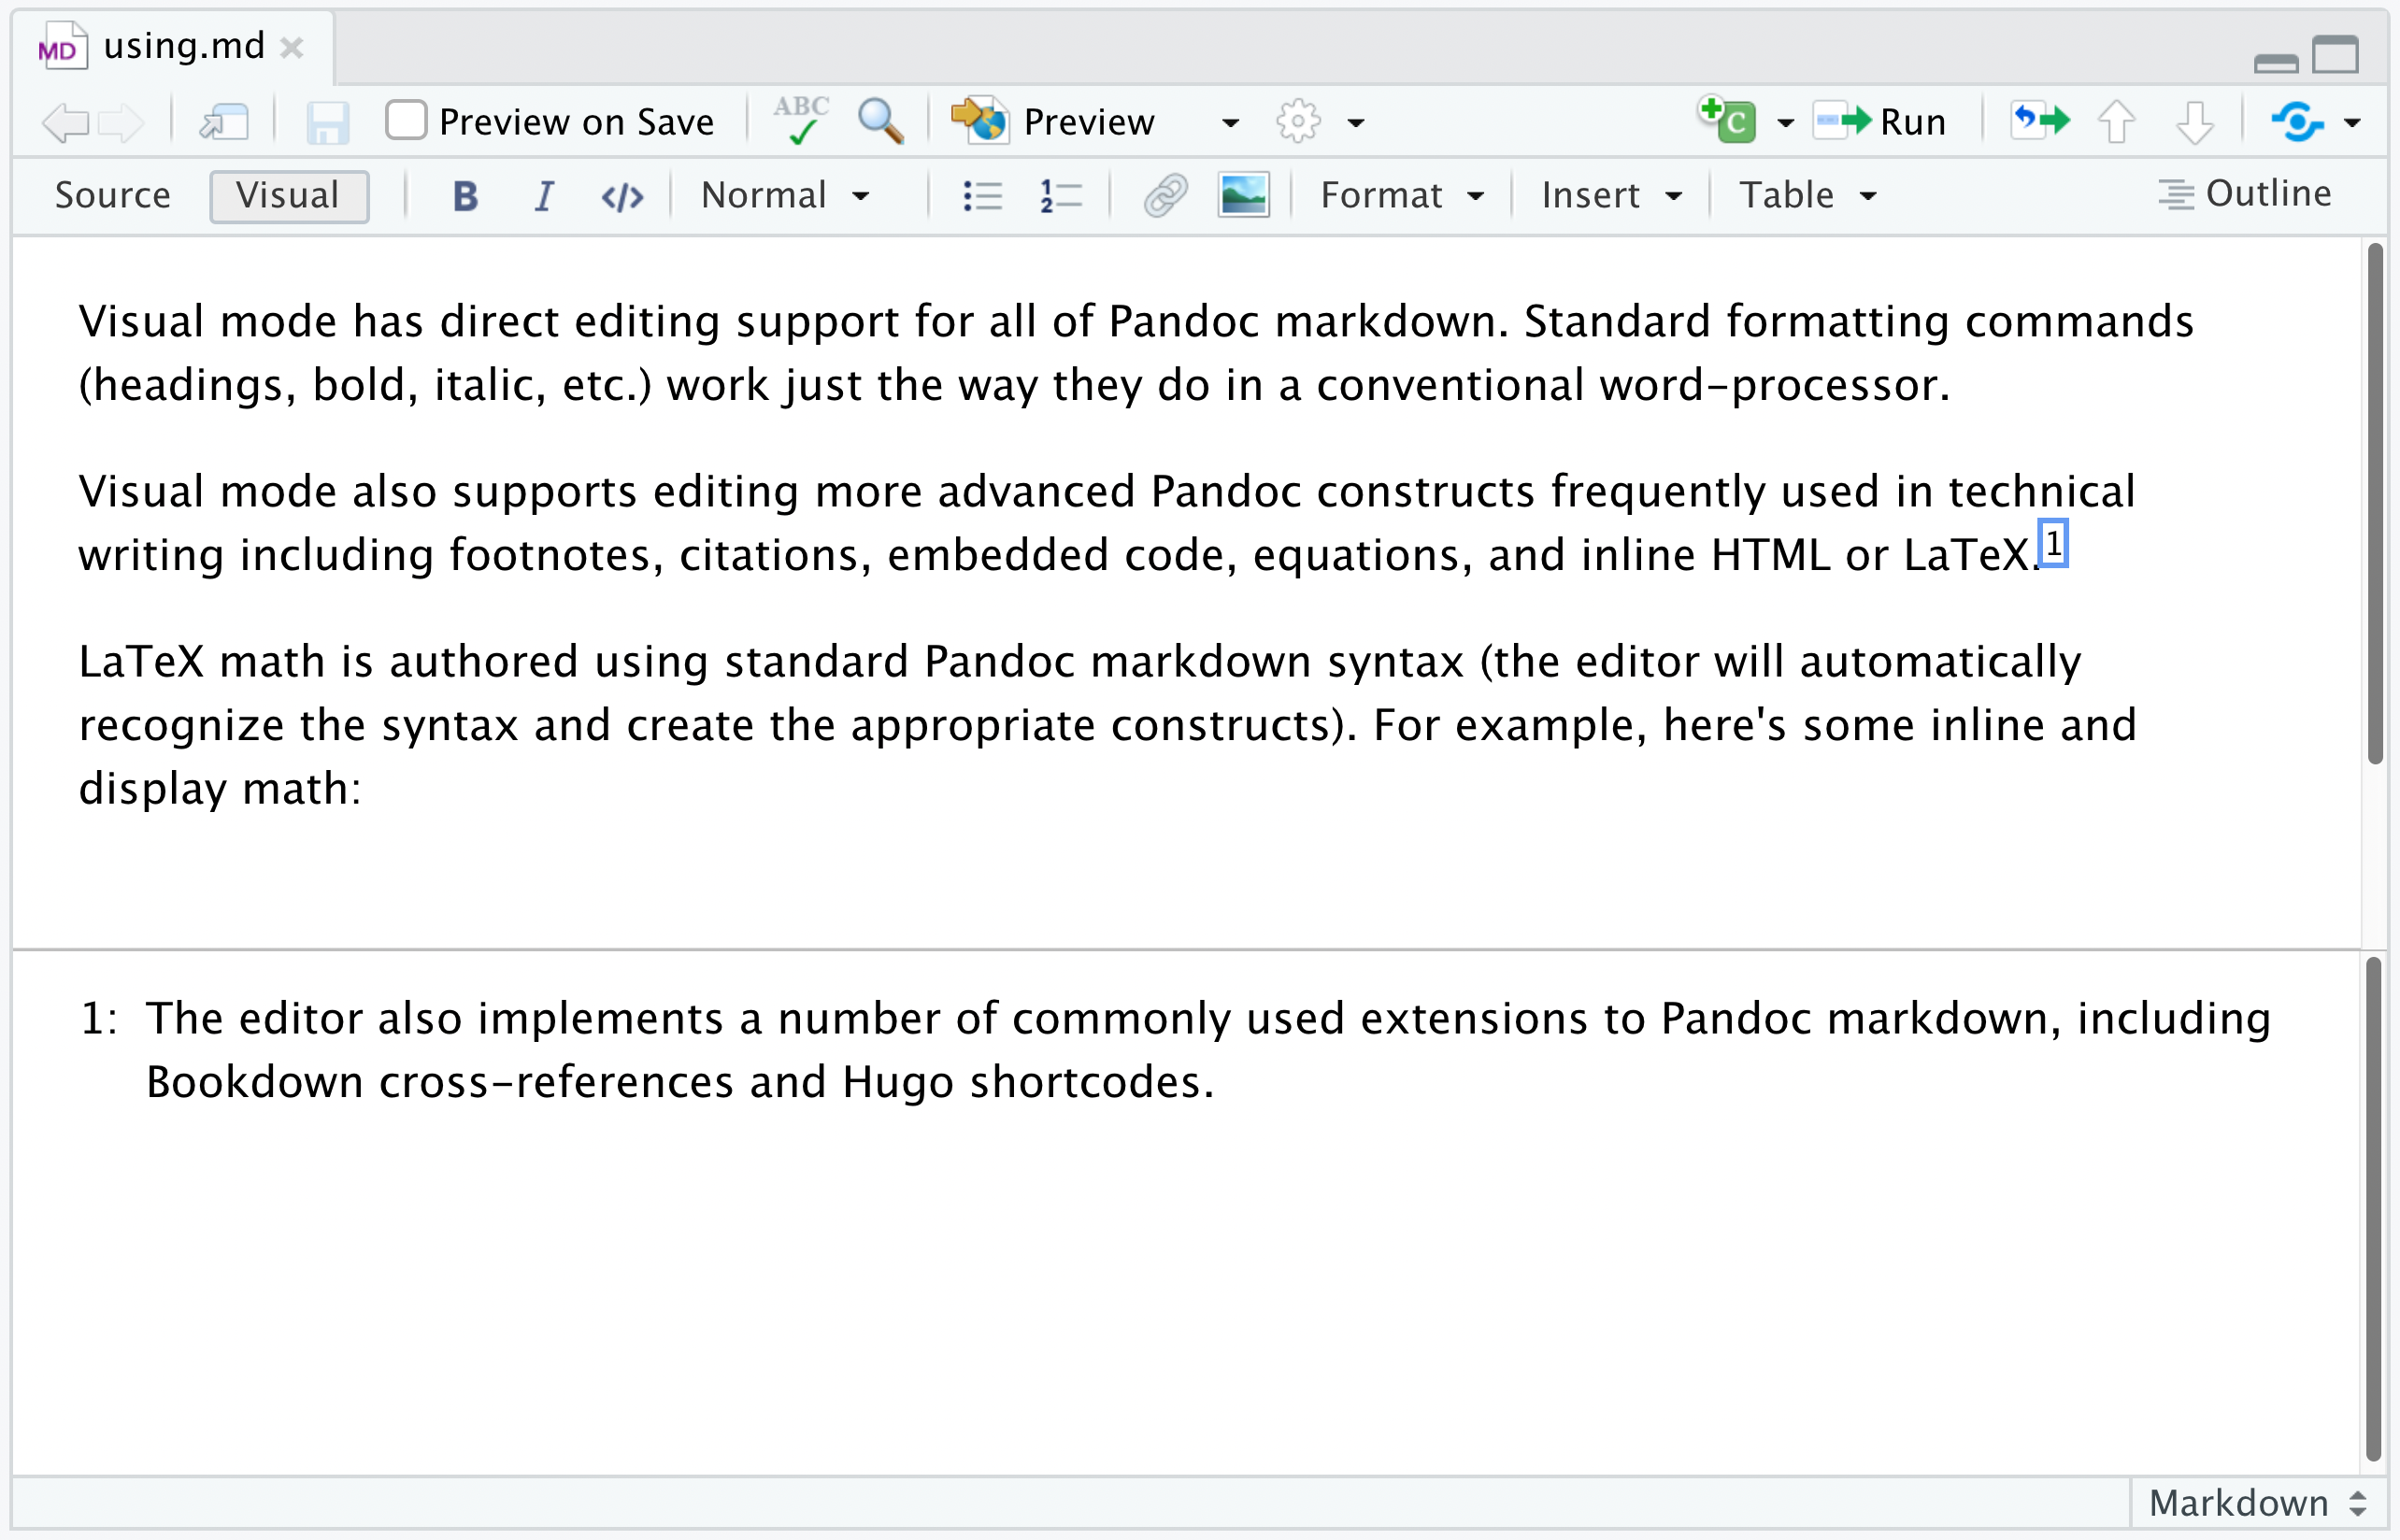 MD using.md
Preview on Save ABC Preview C Run
Source Visual B I </> Normal 1 2 Format Insert Table Outline
Visual mode has direct editing support for all of Pandoc markdown. Standard formatting commands
(headings, bold, italic, etc.) work just the way they do in a conventional word-processor.
Visual mode also supports editing more advanced Pandoc constructs frequently used in technical
writing including footnotes, citations, embedded code, equations, and inline HTML or LaTeX.1
LaTeX math is authored using standard Pandoc markdown syntax (the editor will automatically
recognize the syntax and create the appropriate constructs). For example, here's some inline and
display math:
1: The editor also implements a number of commonly used extensions to Pandoc markdown, including
Bookdown cross-references and Hugo shortcodes.
Markdown